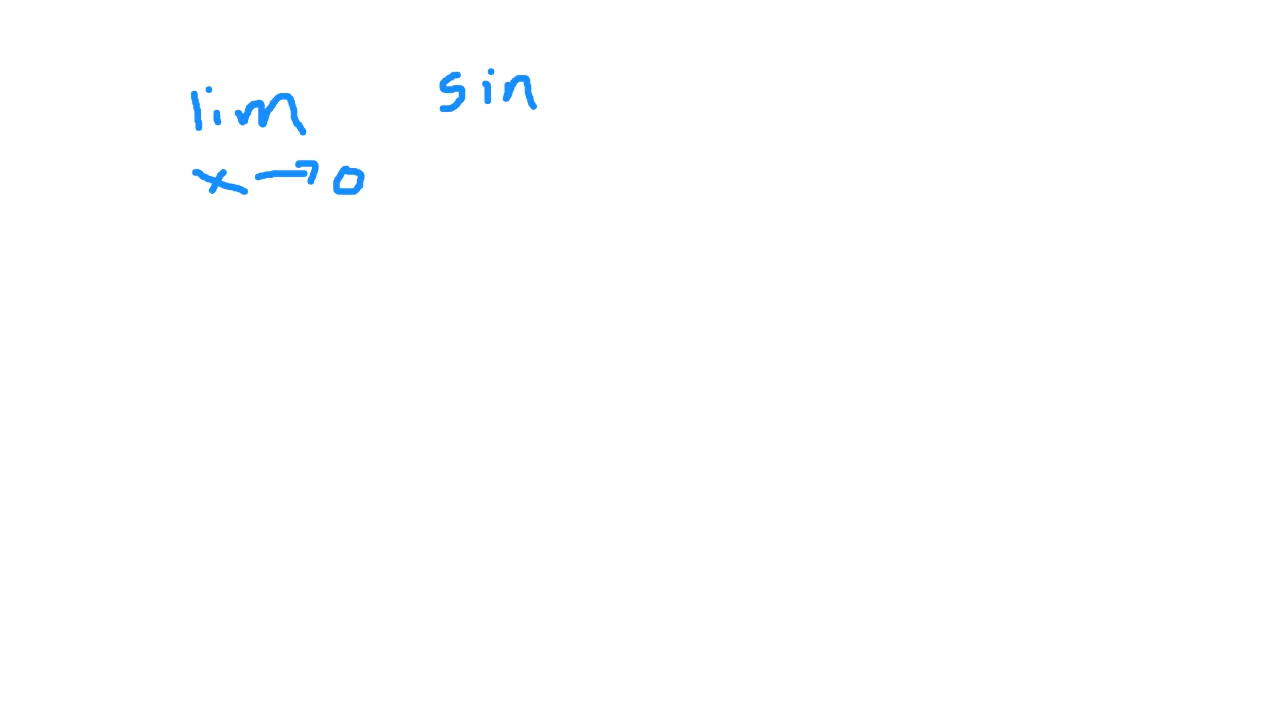 lim sin
x → 0